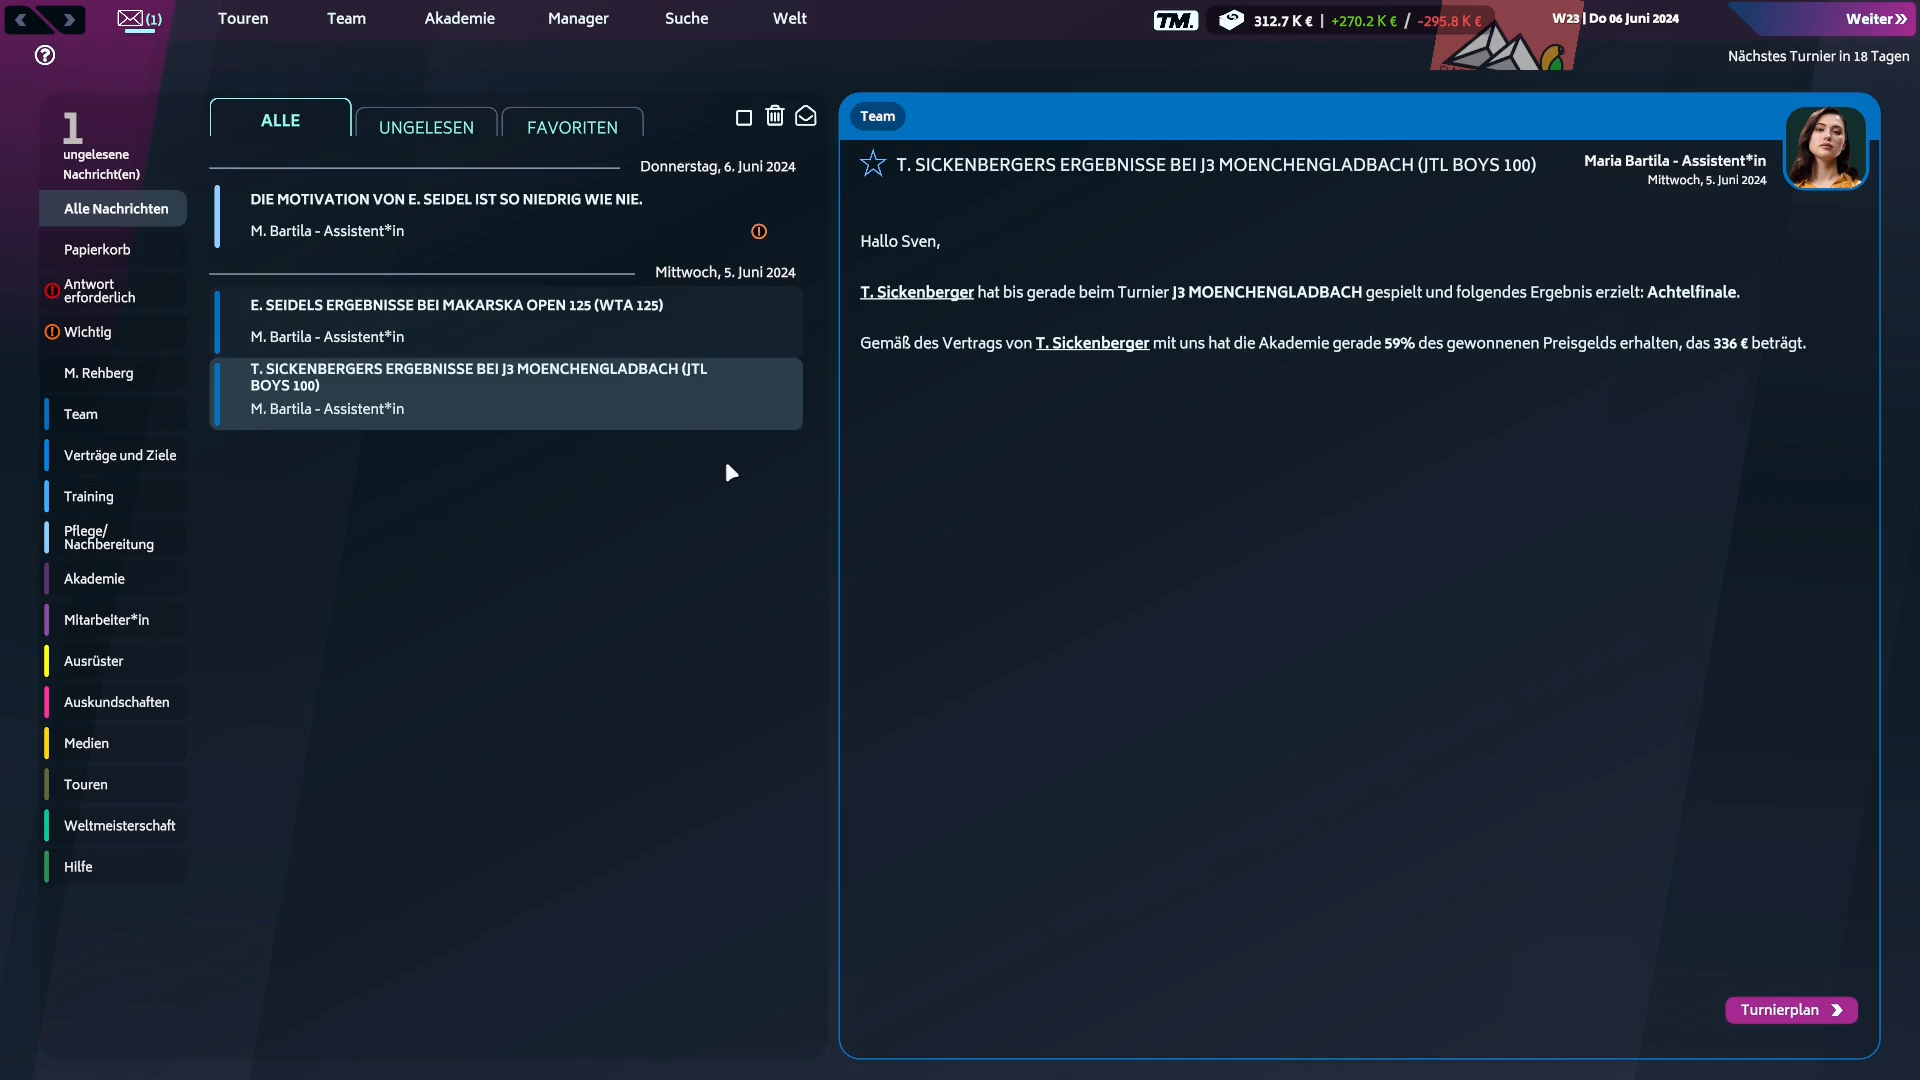 (1)
Touren
Team
Akademie
Manager
Suche
Welt
TM.
312.7 K € | +270.2 K € / -295.8 K €
W23 | Do 06 Juni 2024
Weiter
Nächstes Turnier in 18 Tagen
1
ungelesene
Nachricht(en)
Alle Nachrichten
Papierkorb
Antwort
erforderlich
Wichtig
M. Rehberg
Team
Verträge und Ziele
Training
Pflege/
Nachbereitung
Akademie
Mitarbeiter*in
Ausrüster
Auskundschaften
Medien
Touren
Weltmeisterschaft
Hilfe
ALLE
UNGELESEN
FAVORITEN
Donnerstag, 6. Juni 2024
DIE MOTIVATION VON E. SEIDEL IST SO NIEDRIG WIE NIE.
M. Bartila - Assistent*in
Mittwoch, 5. Juni 2024
E. SEIDELS ERGEBNISSE BEI MAKARSKA OPEN 125 (WTA 125)
M. Bartila - Assistent*in
T. SICKENBERGERS ERGEBNISSE BEI J3 MOENCHENGLADBACH (JTL
BOYS 100)
M. Bartila - Assistent*in
Team
T. SICKENBERGERS ERGEBNISSE BEI J3 MOENCHENGLADBACH (JTL BOYS 100)
Maria Bartila - Assistent*in
Mittwoch, 5. Juni 2024
Hallo Sven,
T. Sickenberger hat bis gerade beim Turnier J3 MOENCHENGLADBACH gespielt und folgendes Ergebnis erzielt: Achtelfinale.
Gemäß des Vertrags von T. Sickenberger mit uns hat die Akademie gerade 59% des gewonnenen Preisgelds erhalten, das 336 € beträgt.
Turnierplan